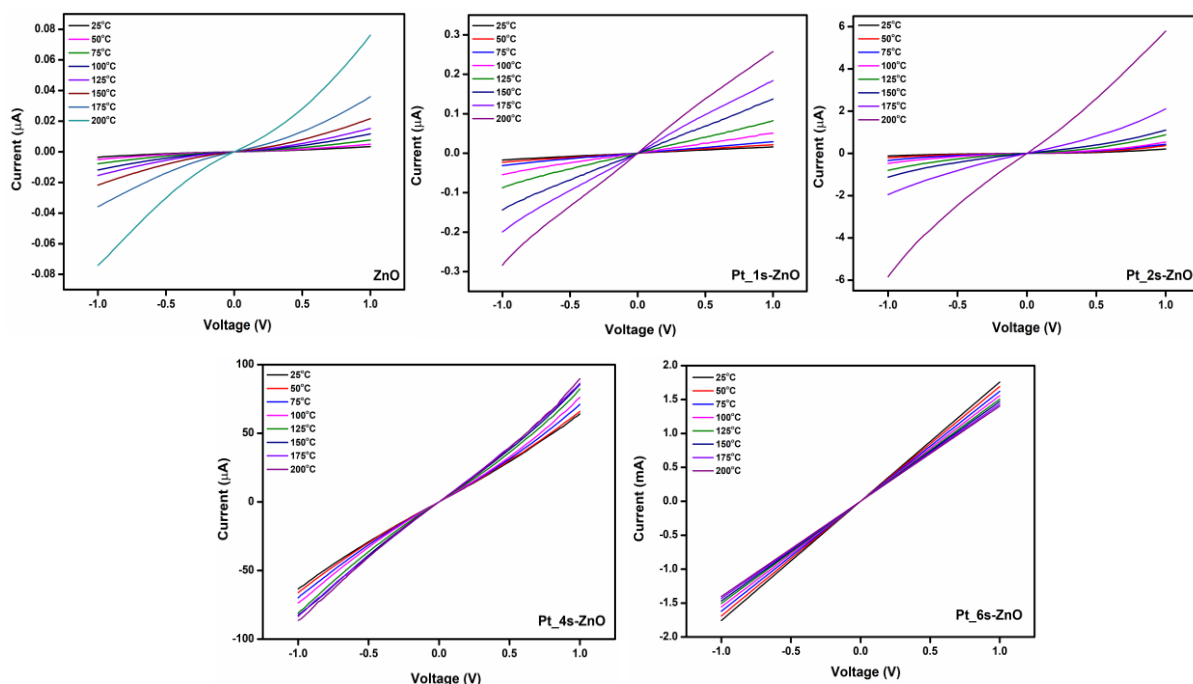 0.08
0.06
0.04
0.02
0.00
-0.02
-0.04
-0.06
-0.08
Current (μA)
25°C
50°C
75°C
100°C
125°C
150°C
175°C
200°C
ZnO
-1.0 -0.5 0.0 0.5 1.0
Voltage (V)
0.3
0.2
0.1
0.0
-0.1
-0.2
-0.3
Current (μA)
25°C
50°C
75°C
100°C
125°C
150°C
175°C
200°C
Pt_1s-ZnO
-1.0 -0.5 0.0 0.5 1.0
Voltage (V)
6
4
2
0
-2
-4
-6
Current (μA)
25°C
50°C
75°C
100°C
125°C
150°C
175°C
200°C
Pt_2s-ZnO
-1.0 -0.5 0.0 0.5 1.0
Voltage (V)
100
50
0
-50
-100
Current (μA)
25°C
50°C
75°C
100°C
125°C
150°C
175°C
200°C
Pt_4s-ZnO
-1.0 -0.5 0.0 0.5 1.0
Voltage (V)
2.0
1.5
1.0
0.5
0.0
-0.5
-1.0
-1.5
-2.0
Current (mA)
25°C
50°C
75°C
100°C
125°C
150°C
175°C
200°C
Pt_6s-ZnO
-1.0 -0.5 0.0 0.5 1.0
Voltage (V)